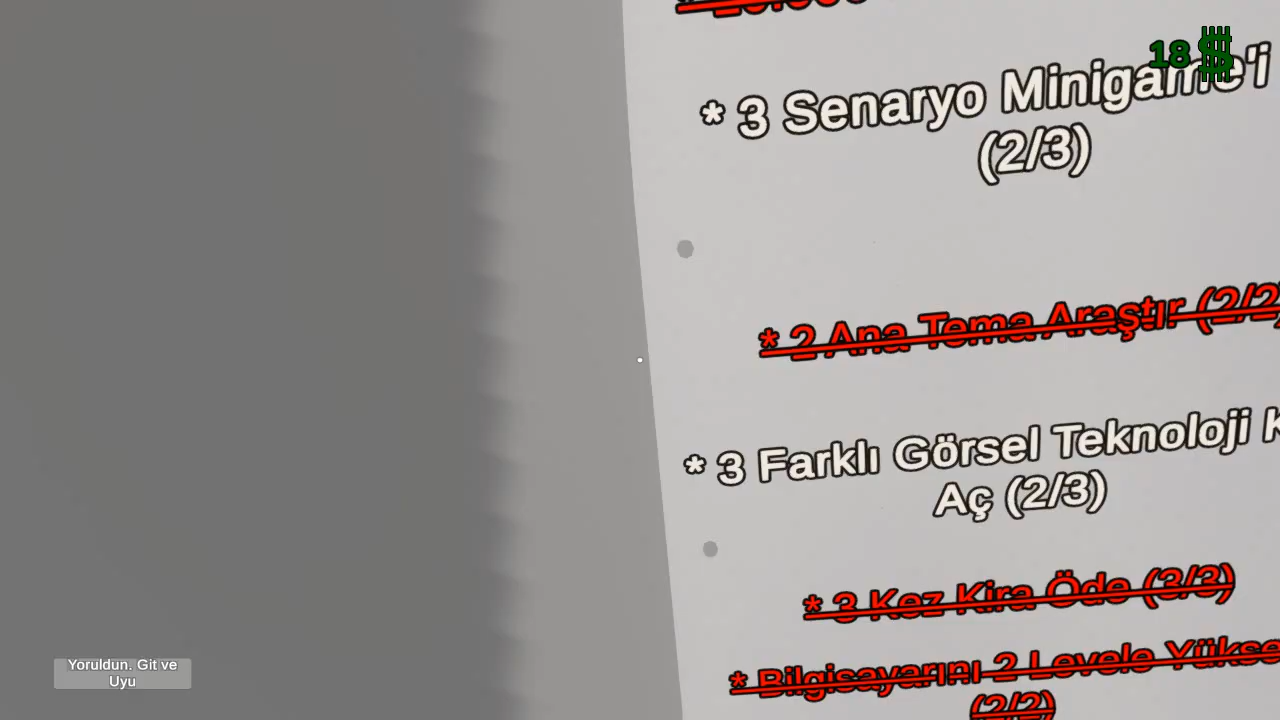 18 $
* 3 Senaryo Minigame'i
(2/3)
* 2 Ana Tema Araştır (2/2)
* 3 Farklı Görsel Teknoloji
Aç (2/3)
* 3 Kez Kira Öde (3/3)
* Bilgisayarını 2 Levele
(2/2)
Yoruldun. Git ve
Uyu